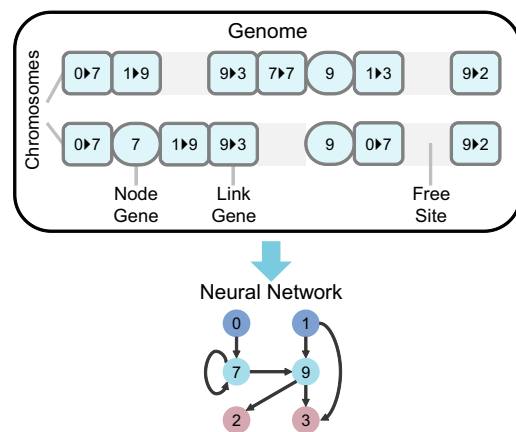 Genome
Chromosomes
0▶7 1▶9 9▶3 7▶7 9 1▶3 9▶2
0▶7 7 1▶9 9▶3 9 0▶7 9▶2
Node Gene
Link Gene
Free Site
Neural Network
0 1
7 9
2 3